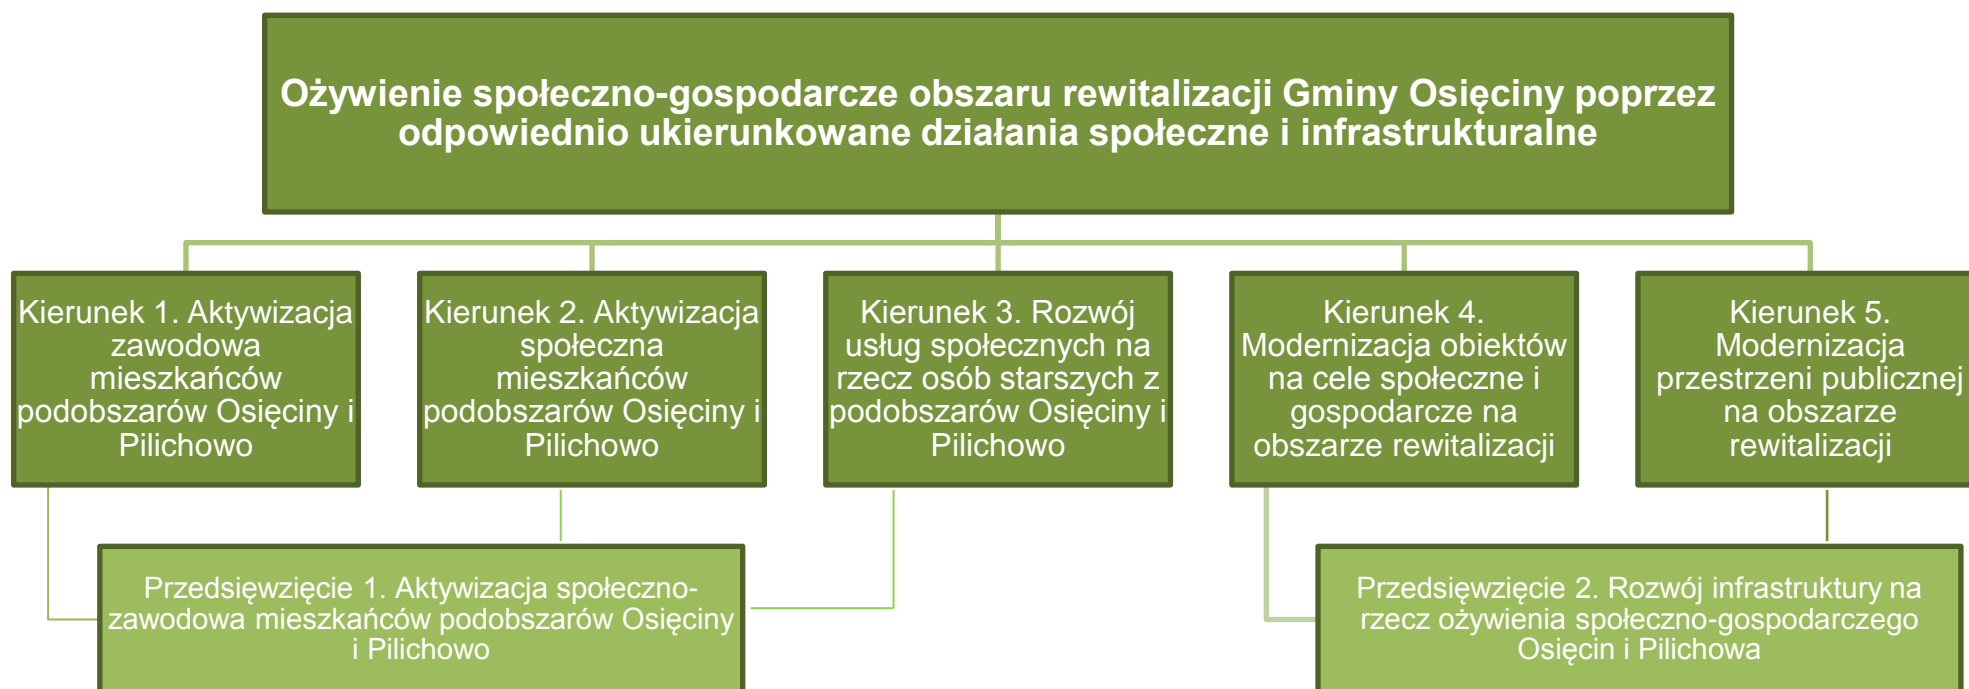 Ożywienie społeczno-gospodarcze obszaru rewitalizacji Gminy Osięciny poprzez
odpowiednio ukierunkowane działania społeczne i infrastrukturalne
Kierunek 1. Aktywizacja
zawodowa
mieszkańców
podobszarów Osięciny i
Pilichowo
Kierunek 2. Aktywizacja
społeczna
mieszkańców
podobszarów Osięciny i
Pilichowo
Kierunek 3. Rozwój
usług społecznych na
rzecz osób starszych z
podobszarów Osięciny i
Pilichowo
Kierunek 4.
Modernizacja obiektów
na cele społeczne i
gospodarcze na
obszarze rewitalizacji
Kierunek 5.
Modernizacja
przestrzeni publicznej
na obszarze
rewitalizacji
Przedsięwzięcie 1. Aktywizacja społeczno-
zawodowa mieszkańców podobszarów Osięciny
i Pilichowo
Przedsięwzięcie 2. Rozwój infrastruktury na
rzecz ożywienia społeczno-gospodarczego
Osięcin i Pilichowa